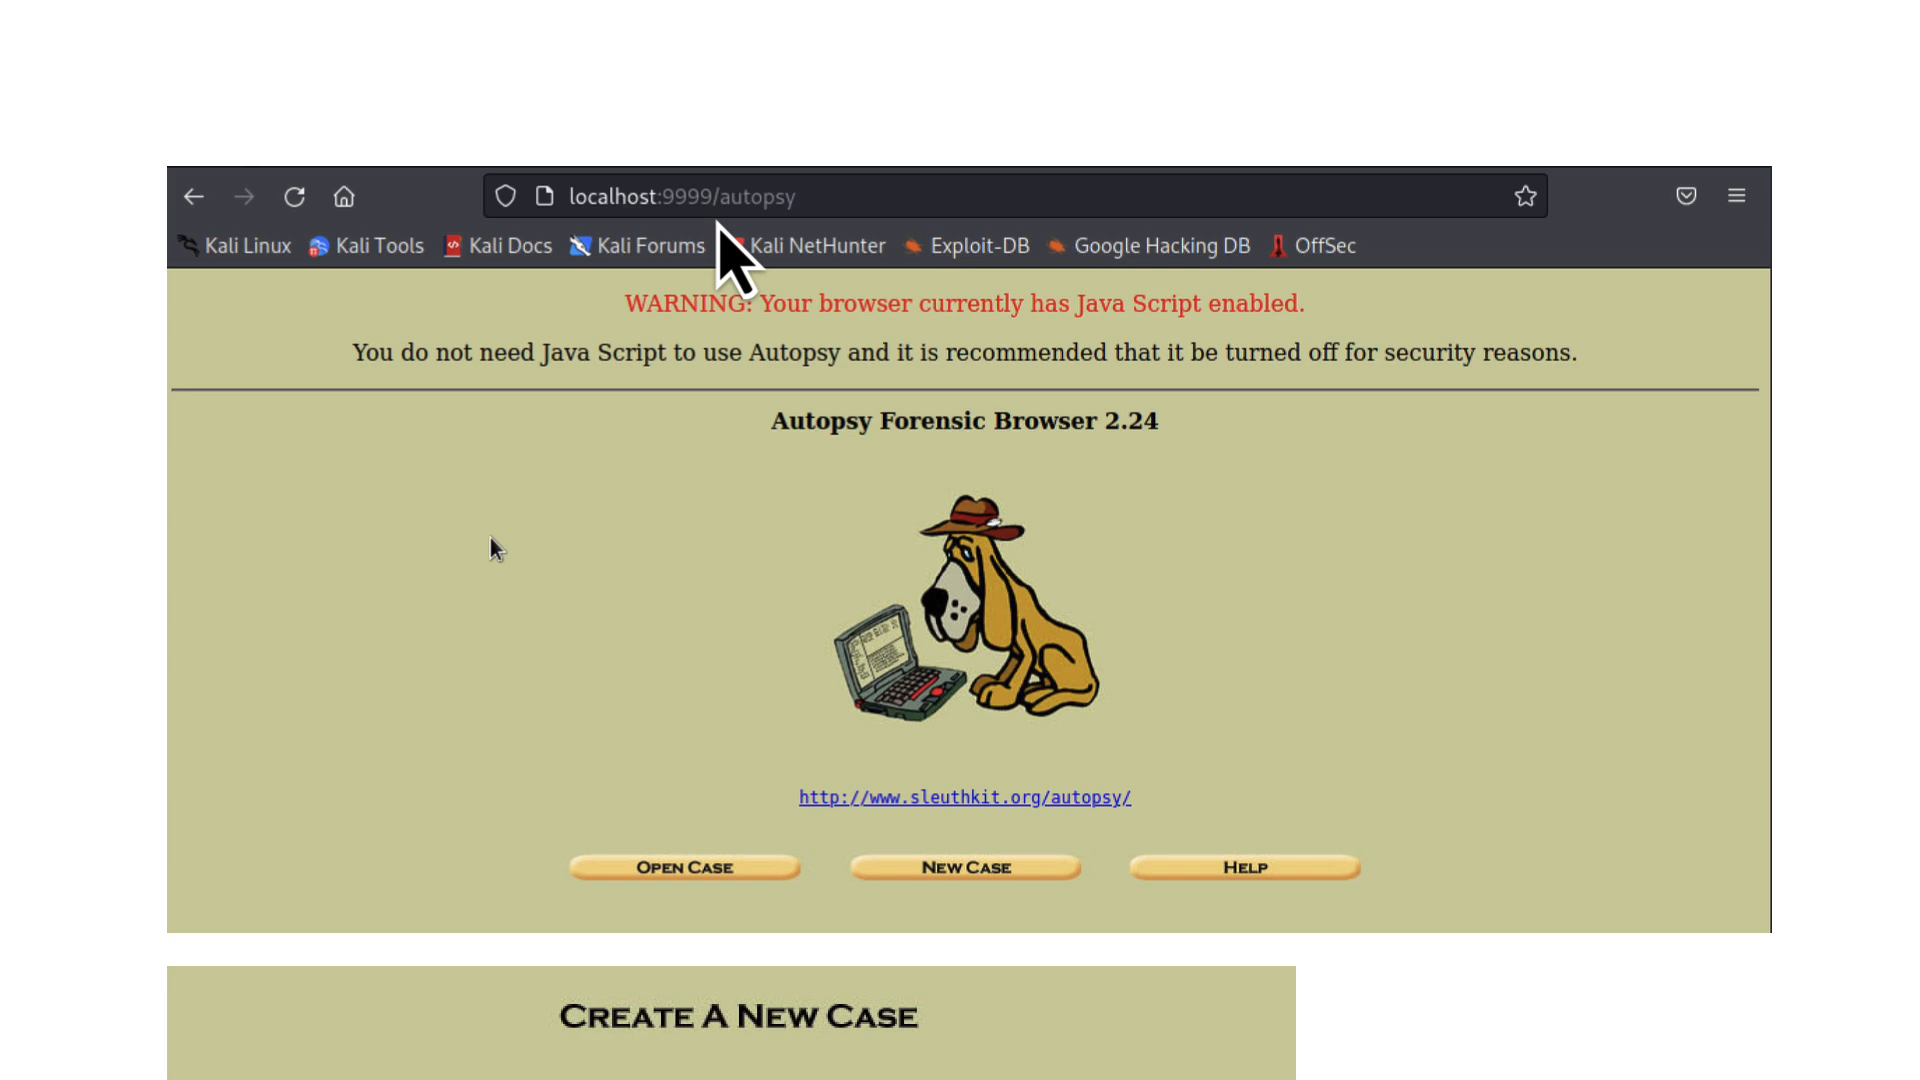 localhost:9999/autopsy
Kali Linux Kali Tools Kali Docs Kali Forums Kali NetHunter Exploit-DB Google Hacking DB OffSec
WARNING: Your browser currently has Java Script enabled.
You do not need Java Script to use Autopsy and it is recommended that it be turned off for security reasons.
Autopsy Forensic Browser 2.24
http://www.sleuthkit.org/autopsy/
OPEN CASE NEW CASE HELP
CREATE A NEW CASE